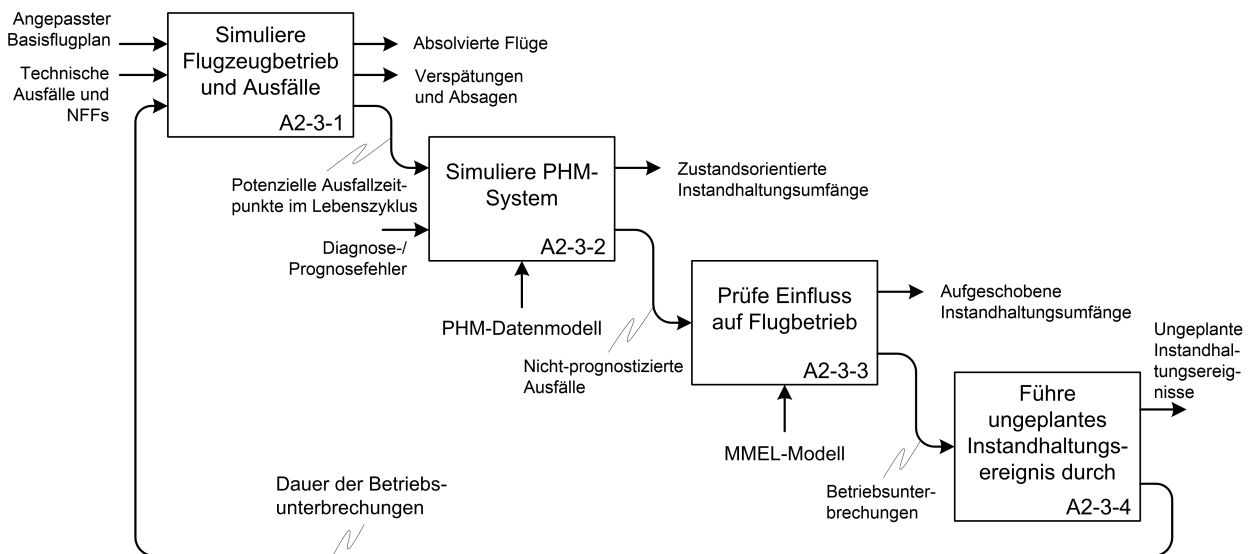 Angepasster
Basisflugplan
Technische
Ausfälle und
NFFs
Simuliere
Flugzeugbetrieb
und Ausfälle
A2-3-1
Absolvierte Flüge
Verspätungen
und Absagen
Potenzielle Ausfallzeit-
punkte im Lebenszyklus
Diagnose-/
Prognosefehler
Simuliere PHM-
System
A2-3-2
Zustandsorientierte
Instandhaltungsumfänge
PHM-Datenmodell
Nicht-prognostizierte
Ausfälle
Prüfe Einfluss
auf Flugbetrieb
A2-3-3
Aufgeschobene
Instandhaltungsumfänge
MMEL-Modell
Betriebsunter-
brechungen
Führe
ungeplantes
Instandhaltungs-
ereignis durch
A2-3-4
Ungeplante
Instandhal-
tungsereig-
nisse
Dauer der Betriebs-
unterbrechungen